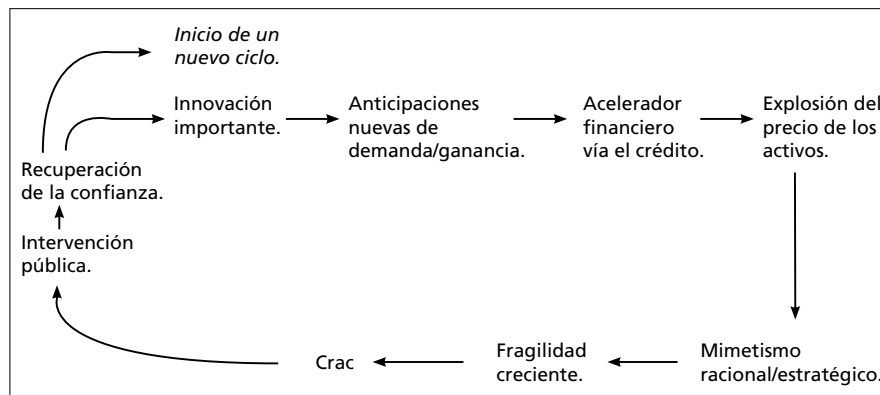 Inicio de un
nuevo ciclo.
Innovación
importante.
Anticipaciones
nuevas de
demanda/ganancia.
Acelerador
financiero
vía el crédito.
Explosión del
precio de los
activos.
Recuperación
de la confianza.
Intervención
pública.
Crac
Fragilidad
creciente.
Mimetismo
racional/estratégico.